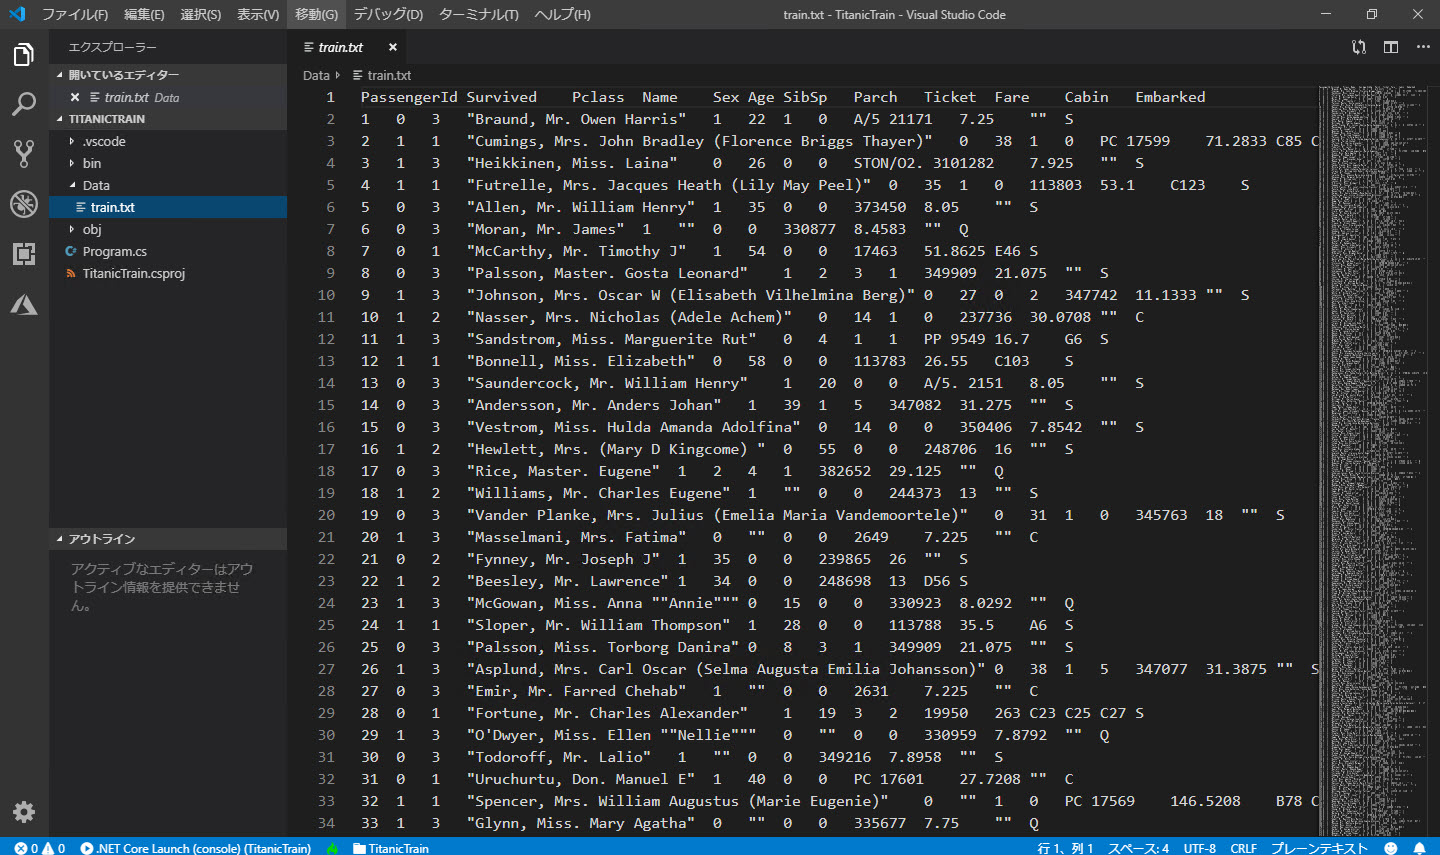 ファイル(F) 編集(E) 選択(S) 表示(V) 移動(G) デバッグ(D) ターミナル(T) ヘルプ(H) train.txt - TitanicTrain - Visual Studio Code
エクスプローラー
開いているエディター
train.txt Data
TITANICTRAIN
.vscode
bin
Data
train.txt
obj
Program.cs
TitanicTrain.csproj
アウトライン
アクティブなエディターはアウ
トライン情報を提供できませ
ん。
train.txt
Data train.txt
1 PassengerId Survived Pclass Name Sex Age SibSp Parch Ticket Fare Cabin Embarked
2 1 0 3 "Braund, Mr. Owen Harris" 1 22 1 0 A/5 21171 7.25 "" S
3 2 1 1 "Cumings, Mrs. John Bradley (Florence Briggs Thayer)" 0 38 1 0 PC 17599 71.2833 C85 C
4 3 1 3 "Heikkinen, Miss. Laina" 0 26 0 0 STON/O2. 3101282 7.925 "" S
5 4 1 1 "Futrelle, Mrs. Jacques Heath (Lily May Peel)" 0 35 1 0 113803 53.1 C123 S
6 5 0 3 "Allen, Mr. William Henry" 1 35 0 0 373450 8.05 "" S
7 6 0 3 "Moran, Mr. James" 1 "" 0 0 330877 8.4583 "" Q
8 7 0 1 "McCarthy, Mr. Timothy J" 1 54 0 0 17463 51.8625 E46 S
9 8 0 3 "Palsson, Master. Gosta Leonard" 1 2 3 1 349909 21.075 "" S
10 9 1 3 "Johnson, Mrs. Oscar W (Elisabeth Vilhelmina Berg)" 0 27 0 2 347742 11.1333 "" S
11 10 1 2 "Nasser, Mrs. Nicholas (Adele Achem)" 0 14 1 0 237736 30.0708 "" C
12 11 1 3 "Sandstrom, Miss. Marguerite Rut" 0 4 1 1 PP 9549 16.7 G6 S
13 12 1 1 "Bonnell, Miss. Elizabeth" 0 58 0 0 113783 26.55 C103 S
14 13 0 3 "Saundercock, Mr. William Henry" 1 20 0 0 A/5. 2151 8.05 "" S
15 14 0 3 "Andersson, Mr. Anders Johan" 1 39 1 5 347082 31.275 "" S
16 15 0 3 "Vestrom, Miss. Hulda Amanda Adolfina" 0 14 0 0 350406 7.8542 "" S
17 16 1 2 "Hewlett, Mrs. (Mary D Kingcome) " 0 55 0 0 248706 16 "" S
18 17 0 3 "Rice, Master. Eugene" 1 2 4 1 382652 29.125 "" Q
19 18 1 2 "Williams, Mr. Charles Eugene" 1 "" 0 0 244373 13 "" S
20 19 0 3 "Vander Planke, Mrs. Julius (Emelia Maria Vandemoortele)" 0 31 1 0 345763 18 "" S
21 20 1 3 "Masselmani, Mrs. Fatima" 0 "" 0 0 2649 7.225 "" C
22 21 0 2 "Fynney, Mr. Joseph J" 1 35 0 0 239865 26 "" S
23 22 1 2 "Beesley, Mr. Lawrence" 1 34 0 0 248698 13 D56 S
24 23 1 3 "McGowan, Miss. Anna ""Annie""" 0 15 0 0 330923 8.0292 "" Q
25 24 1 1 "Sloper, Mr. William Thompson" 1 28 0 0 113788 35.5 A6 S
26 25 0 3 "Palsson, Miss. Torborg Danira" 0 8 3 1 349909 21.075 "" S
27 26 1 3 "Asplund, Mrs. Carl Oscar (Selma Augusta Emilia Johansson)" 0 38 1 5 347077 31.3875 "" S
28 27 0 3 "Emir, Mr. Farred Chehab" 1 "" 0 0 2631 7.225 "" C
29 28 0 1 "Fortune, Mr. Charles Alexander" 1 19 3 2 19950 263 C23 C25 C27 S
30 29 1 3 "O'Dwyer, Miss. Ellen ""Nellie""" 0 "" 0 0 330959 7.8792 "" Q
31 30 0 3 "Todoroff, Mr. Lalio" 1 "" 0 0 349216 7.8958 "" S
32 31 0 1 "Uruchurtu, Don. Manuel E" 1 40 0 0 PC 17601 27.7208 "" C
33 32 1 1 "Spencer, Mrs. William Augustus (Marie Eugenie)" 0 "" 1 0 PC 17569 146.5208 B78 C
34 33 1 3 "Glynn, Miss. Mary Agatha" 0 "" 0 0 335677 7.75 "" Q
0 0 .NET Core Launch (console) (TitanicTrain) TitanicTrain 行 1、列 1 スペース: 4 UTF-8 CRLF プレーンテキスト